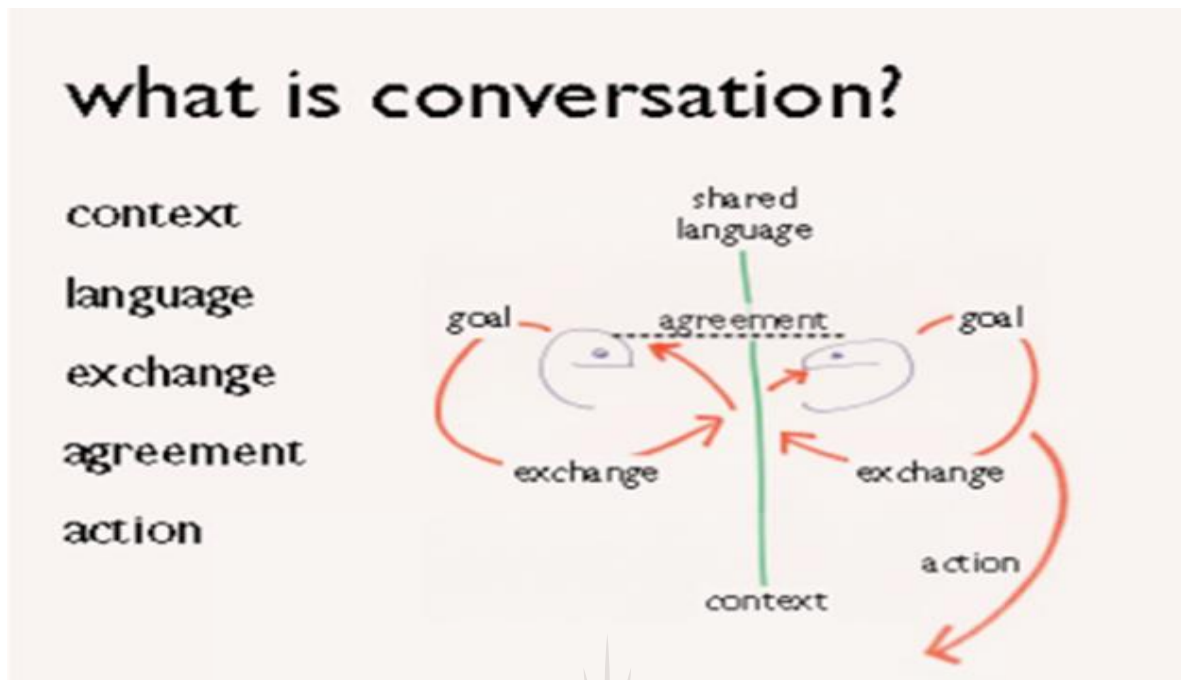 what is conversation?
context
language
exchange
agreement
action
shared
language
goal
agreement
goal
exchange
exchange
action
context